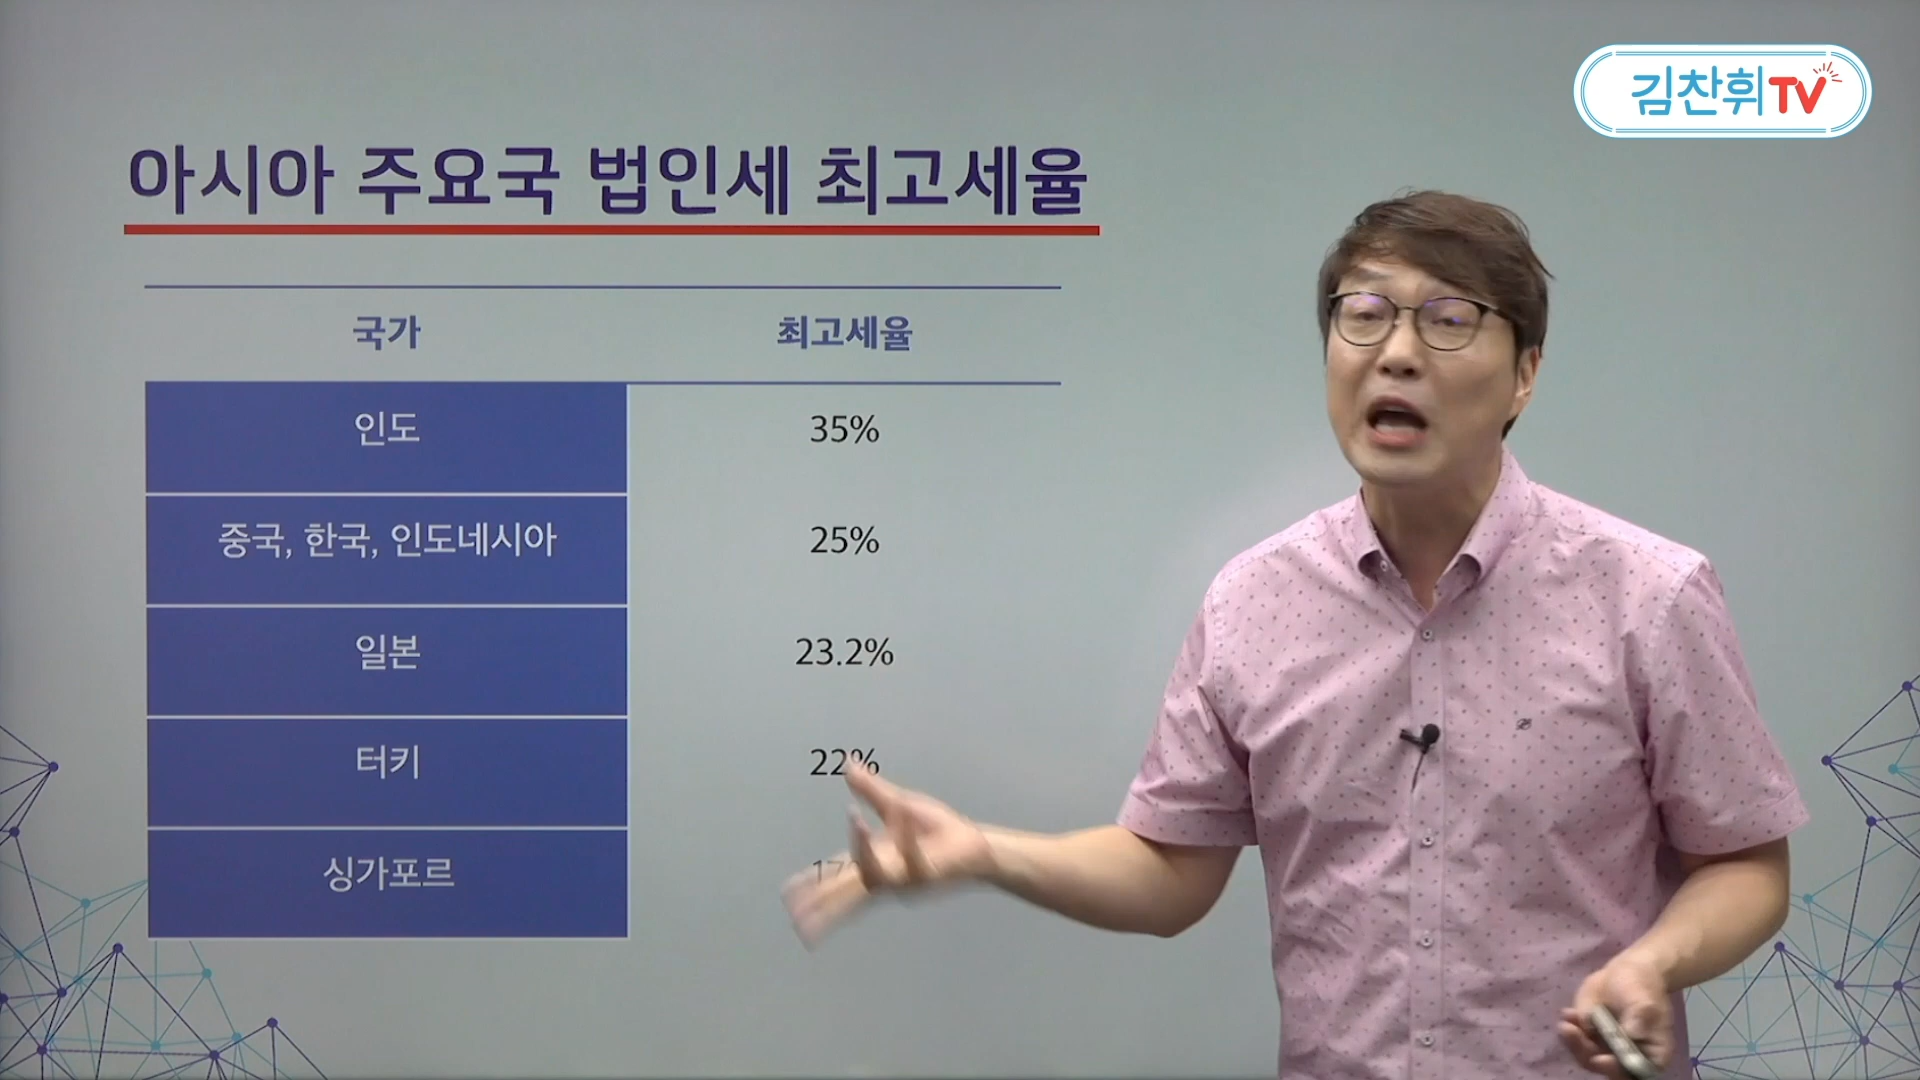 김찬휘TV
아시아 주요국 법인세 최고세율
국가 최고세율
인도 35%
중국, 한국, 인도네시아 25%
일본 23.2%
터키 22%
싱가포르